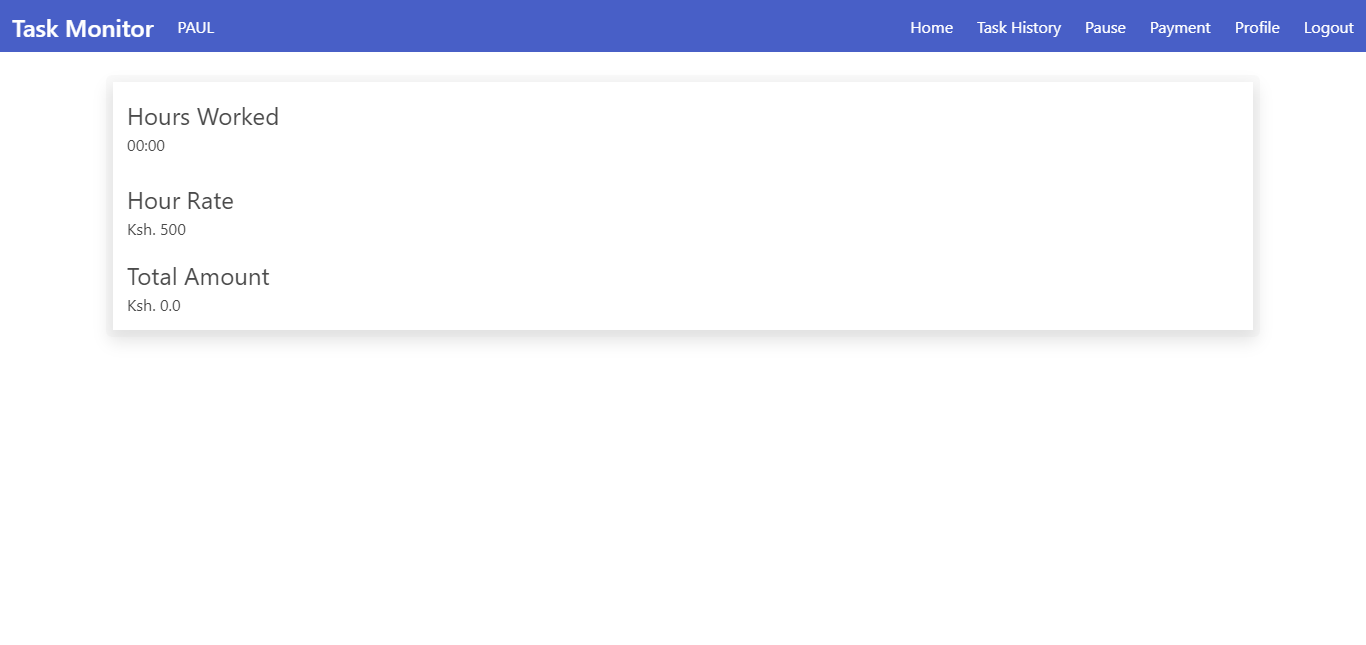 Task Monitor PAUL Home Task History Pause Payment Profile Logout
Hours Worked
00:00
Hour Rate
Ksh. 500
Total Amount
Ksh. 0.0